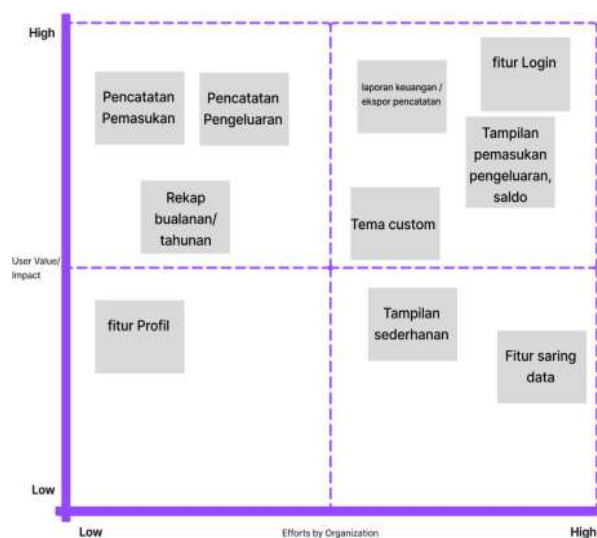 High
fitur Login
laporan keuangan /
ekspor pencatatan
Pencatatan
Pemasukan
Pencatatan
Pengeluaran
Tampilan
pemasukan
pengeluaran,
saldo
Rekap
bualanan/
tahunan
Tema custom
User Value/
Impact
fitur Profil
Tampilan
sederhanan
Fitur saring
data
Low
Low
Efforts by Organization
High